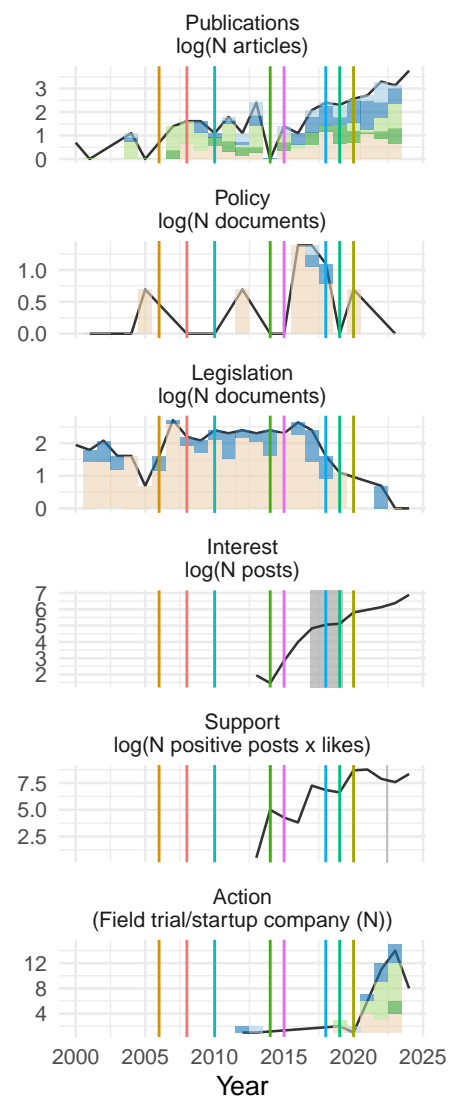 Publications
log(N articles)
3
2
1
0
Policy
log(N documents)
1.0
0.5
0.0
Legislation
log(N documents)
2
1
0
Interest
log(N posts)
7
6
5
4
3
2
Support
log(N positive posts x likes)
7.5
5.0
2.5
Action
(Field trial/startup company (N))
12
8
4
2000 2005 2010 2015 2020 2025
Year